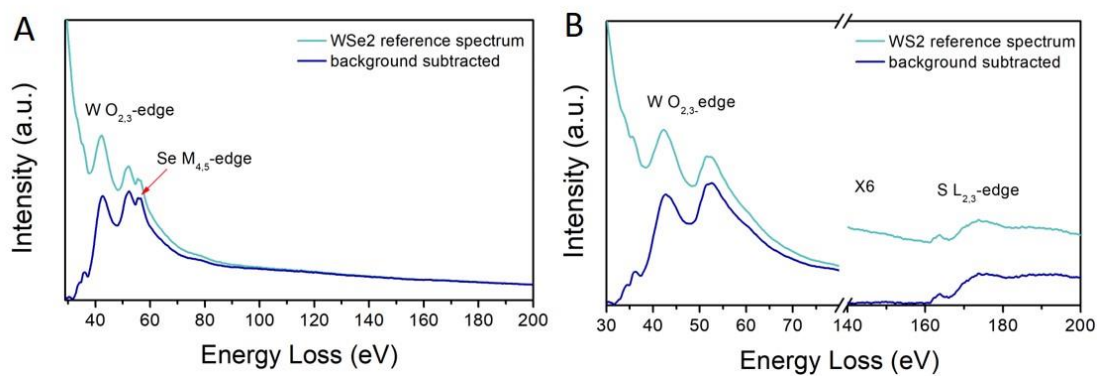 A
WSe2 reference spectrum
background subtracted
W O2,3-edge
Se M4,5-edge
Intensity (a.u.)
40 60 80 100 120 140 160 180 200
Energy Loss (eV)
B
WS2 reference spectrum
background subtracted
W O2,3-edge
X6
S L2,3-edge
Intensity (a.u.)
30 40 50 60 70 140 160 180 200
Energy Loss (eV)